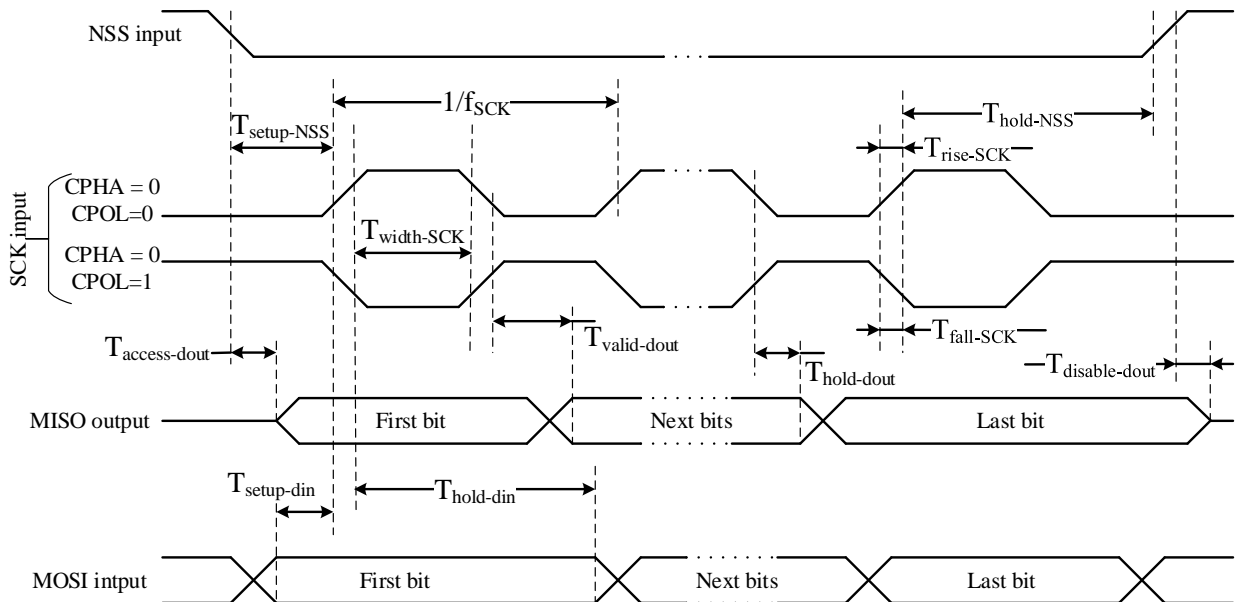 NSS input
1/fSCK
Tsetup-NSS
Thold-NSS
Trise-SCK
SCK input
CPHA = 0
CPOL=0
Twidth-SCK
CPHA = 0
CPOL=1
Taccess-dout
Tvalid-dout
Tfall-SCK
Thold-dout
Tdisable-dout
MISO output
First bit
Next bits
Last bit
Tsetup-din
Thold-din
MOSI intput
First bit
Next bits
Last bit